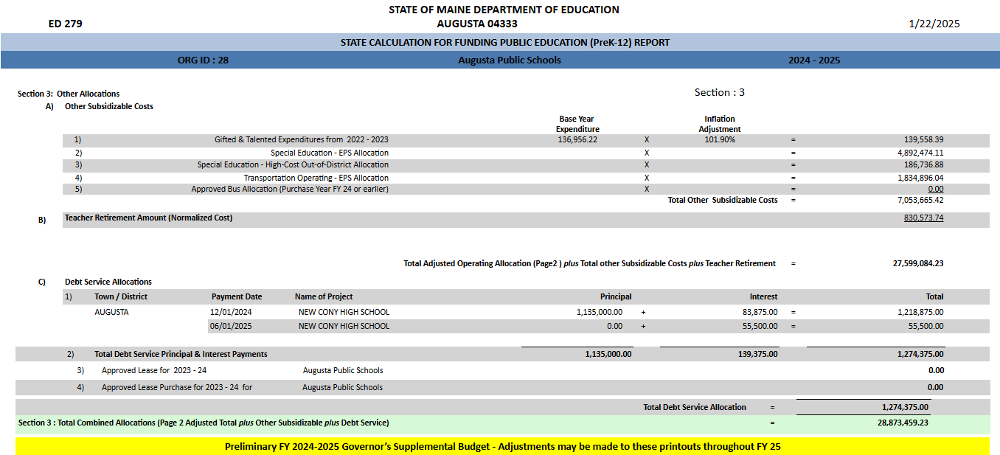 STATE OF MAINE DEPARTMENT OF EDUCATION
ED 279 AUGUSTA 04333 1/22/2025
STATE CALCULATION FOR FUNDING PUBLIC EDUCATION (PreK-12) REPORT
ORG ID : 28 Augusta Public Schools 2024 - 2025
Section 3: Other Allocations Section : 3
A) Other Subsidizable Costs
Base Year Inflation
Expenditure Adjustment
1) Gifted & Talented Expenditures from 2022 - 2023 136,956.22 X 101.90% = 139,558.39
2) Special Education - EPS Allocation X = 4,892,474.11
3) Special Education - High-Cost Out-of-District Allocation X = 186,736.88
4) Transportation Operating - EPS Allocation X = 1,834,896.04
5) Approved Bus Allocation (Purchase Year FY 24 or earlier) X = 0.00
Total Other Subsidizable Costs = 7,053,665.42
B) Teacher Retirement Amount (Normalized Cost) 830,573.74
Total Adjusted Operating Allocation (Page2 ) plus Total other Subsidizable Costs plus Teacher Retirement = 27,599,084.23
C) Debt Service Allocations
1) Town / District Payment Date Name of Project Principal Interest Total
AUGUSTA 12/01/2024 NEW CONY HIGH SCHOOL 1,135,000.00 + 83,875.00 = 1,218,875.00
06/01/2025 NEW CONY HIGH SCHOOL 0.00 + 55,500.00 = 55,500.00
2) Total Debt Service Principal & Interest Payments 1,135,000.00 139,375.00 1,274,375.00
3) Approved Lease for 2023 - 24 Augusta Public Schools 0.00
4) Approved Lease Purchase for 2023 - 24 for Augusta Public Schools 0.00
Total Debt Service Allocation = 1,274,375.00
Section 3 : Total Combined Allocations (Page 2 Adjusted Total plus Other Subsidizable plus Debt Service) = 28,873,459.23
Preliminary FY 2024-2025 Governor's Supplemental Budget - Adjustments may be made to these printouts throughout FY 25